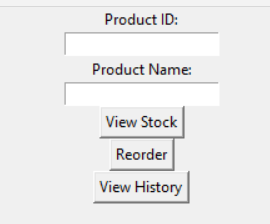 Product ID:
Product Name:
View Stock
Reorder
View History